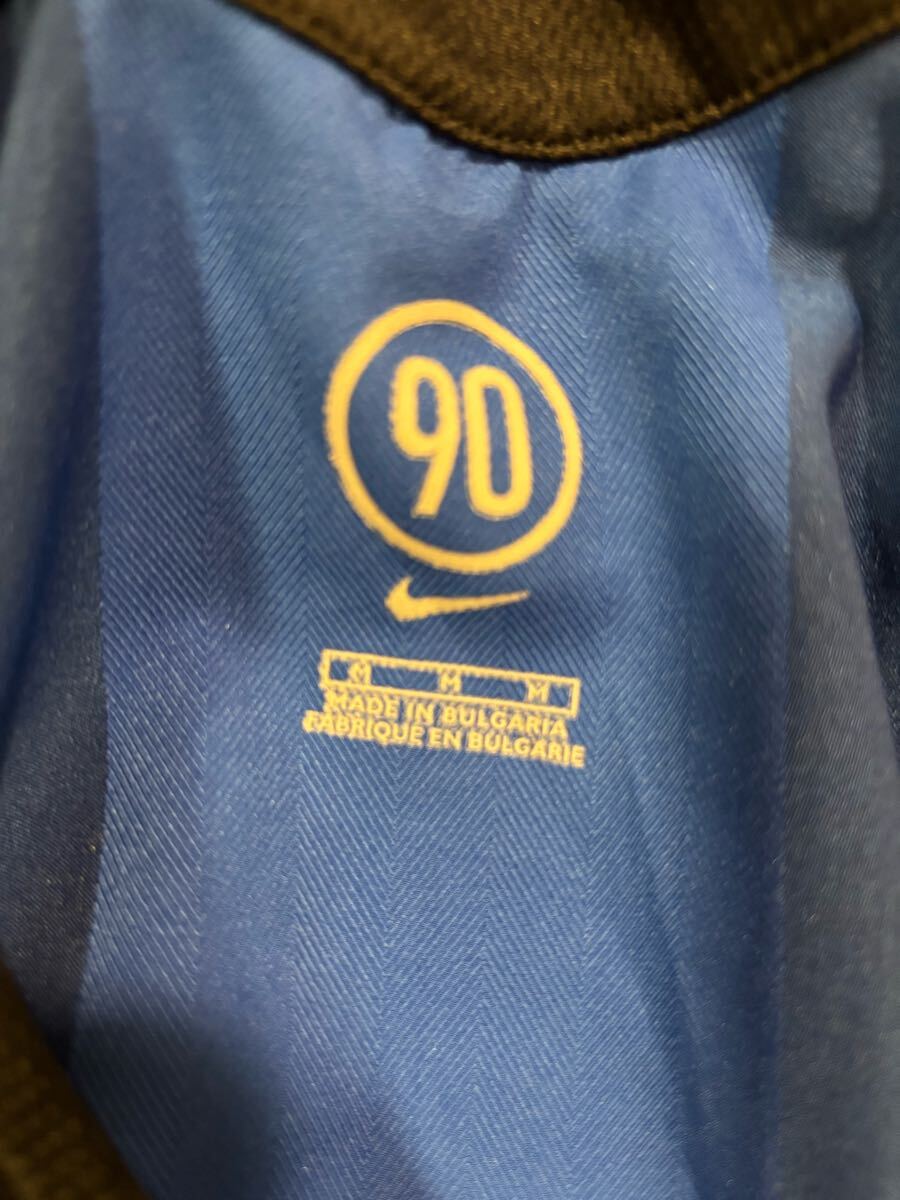 90
M M M
MADE IN BULGARIA
FABRIQUE EN BULGARIE